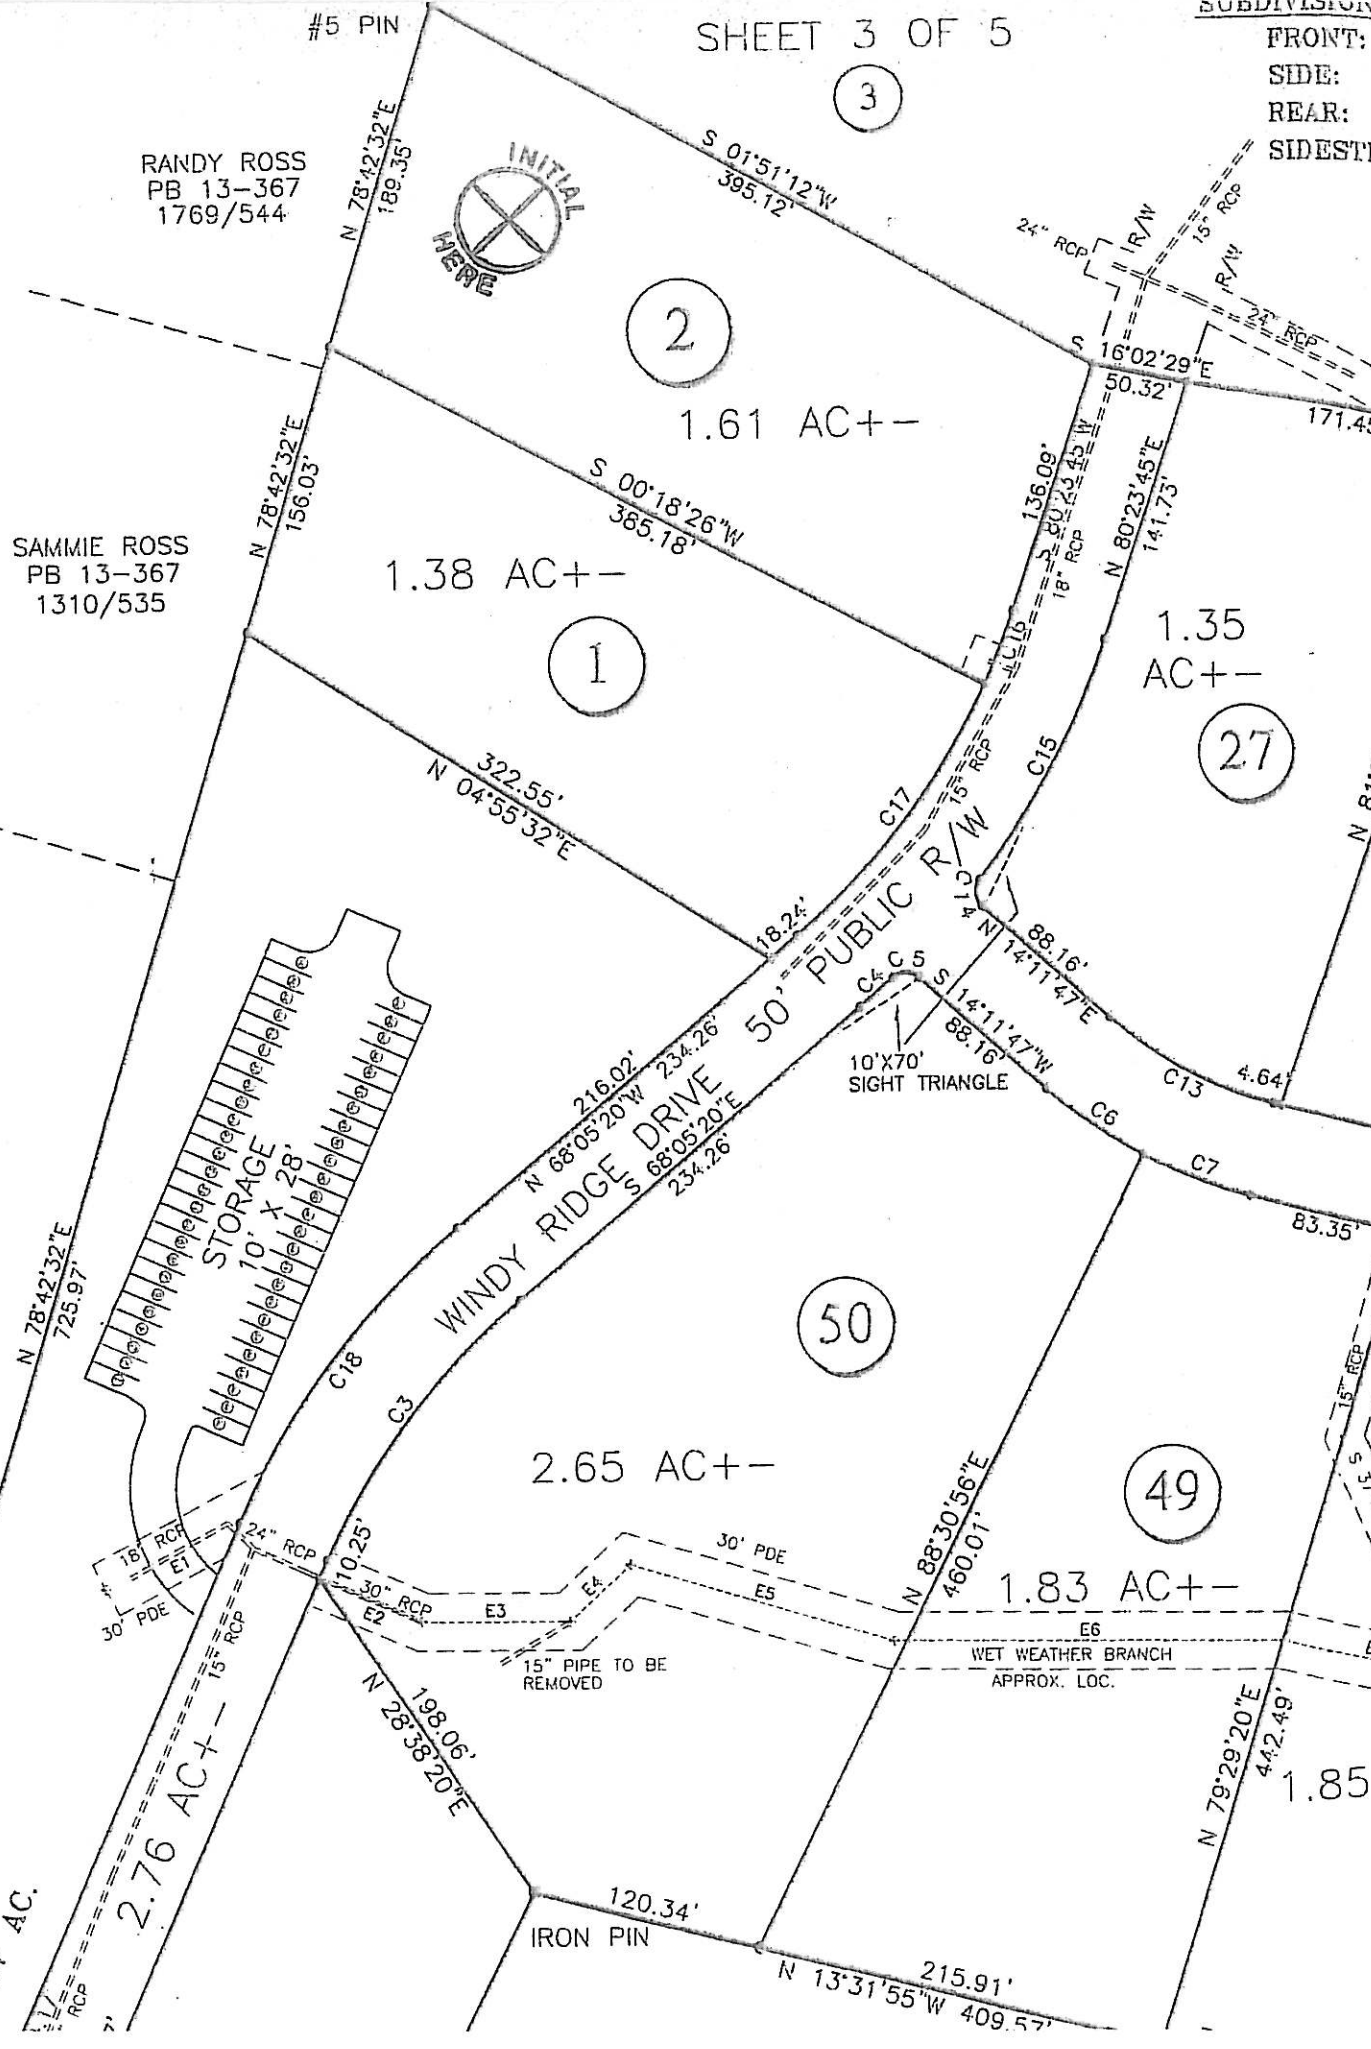 #5 PIN
SHEET 3 OF 5
3
SUBDIVISION
FRONT:
SIDE:
REAR:
RANDY ROSS
PB 13-367
1769/544
N 78°42'32"E
189.35'
INITIAL
HERE
S 01°51'12"W
395.12'
24" RCP
R/W
15" RCP
R/W
24" RCP
2
1.61 AC+-
S 16°02'29"E
50.32'
N 78°42'32"E
156.03'
S 00°18'26"W
365.18'
136.09'
S 80°23'45"W
18" RCP
N 80°23'45"E
141.73'
SAMMIE ROSS
PB 13-367
1310/535
1.38 AC+-
1
C16
1.35
AC+-
27
322.55'
N 04°55'32"E
C17
15" RCP
C15
18.24'
50' PUBLIC R/W
C14
88.16'
N 14°11'47"E
C4
C5
S 14°11'47"W
88.16'
10'X70'
SIGHT TRIANGLE
C13
4.64'
C6
C7
83.35'
216.02'
N 68°05'20"W 234.26'
WINDY RIDGE DRIVE
S 68°05'20"E
234.26'
STORAGE
10' X 28'
N 78°42'32"E
725.97'
C18
C3
50
2.65 AC+-
49
15" RCP
N 88°30'56"E
460.01'
24" RCP
10.25'
18" RCP
E1
30' PDE
30" RCP
E2
E3
E4
30' PDE
E5
1.83 AC+-
E6
WET WEATHER BRANCH
APPROX. LOC.
15" PIPE TO BE
REMOVED
15" RCP
198.06'
N 28°38'20"E
N 79°29'20"E
442.49'
1.85
2.76 AC+-
AC.
RCP
120.34'
IRON PIN
215.91'
N 13°31'55"W 409.57'